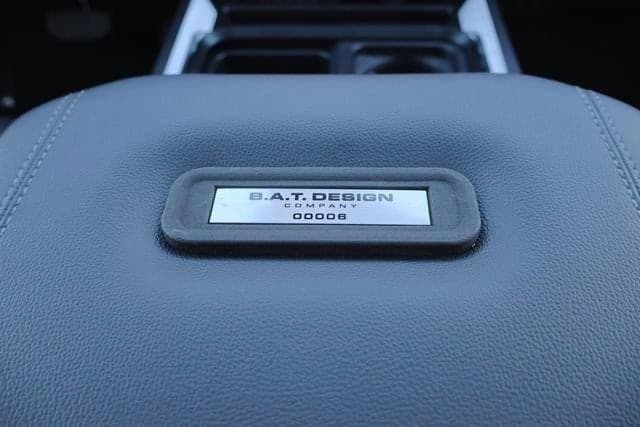 B.A.T. DESIGN
COMPANY
00006